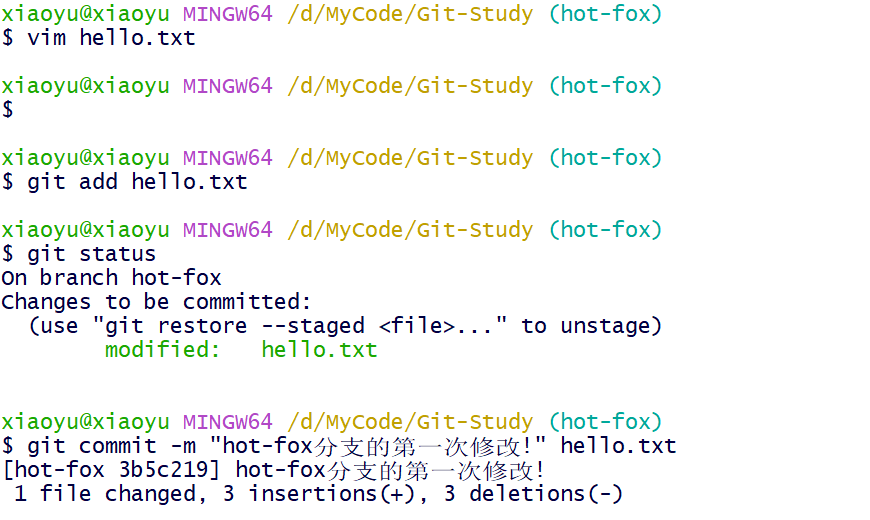 xiaoyu@xiaoyu MINGW64 /d/MyCode/Git-Study (hot-fox)
$ vim hello.txt
xiaoyu@xiaoyu MINGW64 /d/MyCode/Git-Study (hot-fox)
$
xiaoyu@xiaoyu MINGW64 /d/MyCode/Git-Study (hot-fox)
$ git add hello.txt
xiaoyu@xiaoyu MINGW64 /d/MyCode/Git-Study (hot-fox)
$ git status
On branch hot-fox
Changes to be committed:
  (use "git restore --staged <file>..." to unstage)
        modified:   hello.txt
xiaoyu@xiaoyu MINGW64 /d/MyCode/Git-Study (hot-fox)
$ git commit -m "hot-fox分支的第一次修改!" hello.txt
[hot-fox 3b5c219] hot-fox分支的第一次修改!
 1 file changed, 3 insertions(+), 3 deletions(-)